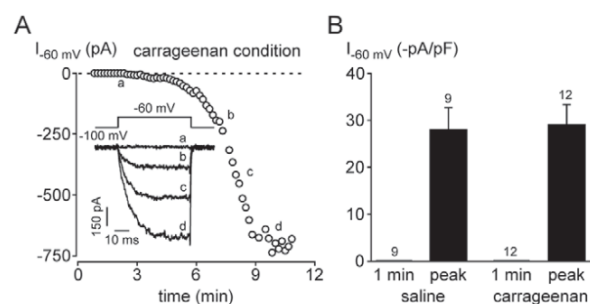 A
I-60 mV (pA) carrageenan condition
0
-250
-500
-750
a
-60 mV
-100 mV
b
a
b
c
c
d
d
150 pA
10 ms
0 3 6 9 12
time (min)
B
I-60 mV (-pA/pF)
40
30
20
10
0
9
9
12
12
1 min peak 1 min peak
saline carrageenan